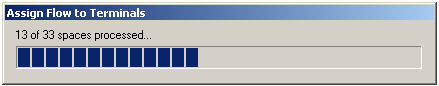 Assign Flow to Terminals
13 of 33 spaces processed...